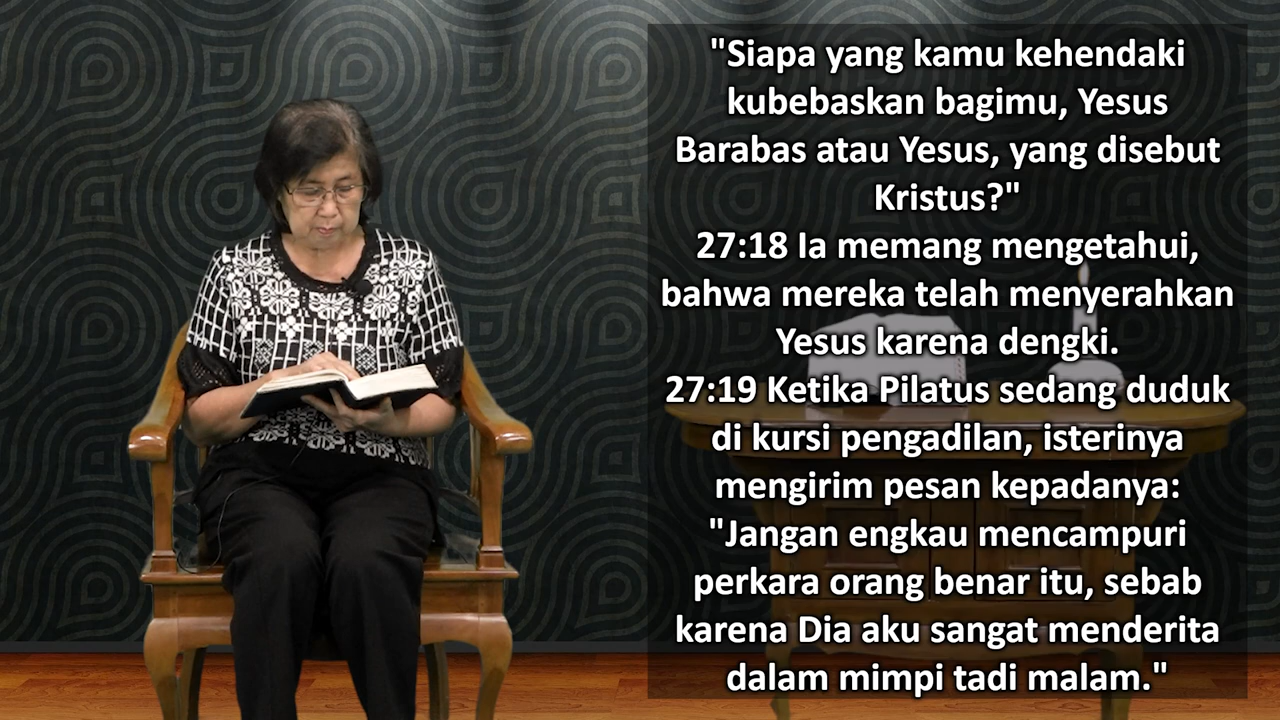 "Siapa yang kamu kehendaki
kubebaskan bagimu, Yesus
Barabas atau Yesus, yang disebut
Kristus?"
27:18 Ia memang mengetahui,
bahwa mereka telah menyerahkan
Yesus karena dengki.
27:19 Ketika Pilatus sedang duduk
di kursi pengadilan, isterinya
mengirim pesan kepadanya:
"Jangan engkau mencampuri
perkara orang benar itu, sebab
karena Dia aku sangat menderita
dalam mimpi tadi malam."